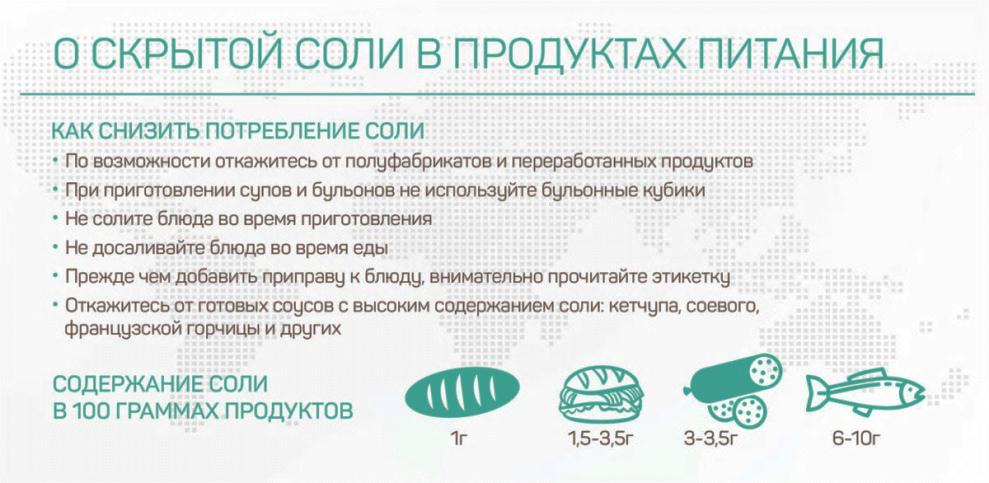 О СКРЫТОЙ СОЛИ В ПРОДУКТАХ ПИТАНИЯ
КАК СНИЗИТЬ ПОТРЕБЛЕНИЕ СОЛИ
• По возможности откажитесь от полуфабрикатов и переработанных продуктов
• При приготовлении супов и бульонов не используйте бульонные кубики
• Не солите блюда во время приготовления
• Не досаливайте блюда во время еды
• Прежде чем добавить приправу к блюду, внимательно прочитайте этикетку
• Откажитесь от готовых соусов с высоким содержанием соли: кетчупа, соевого,
французской горчицы и других
СОДЕРЖАНИЕ СОЛИ
В 100 ГРАММАХ ПРОДУКТОВ
1г 1,5-3,5г 3-3,5г 6-10г